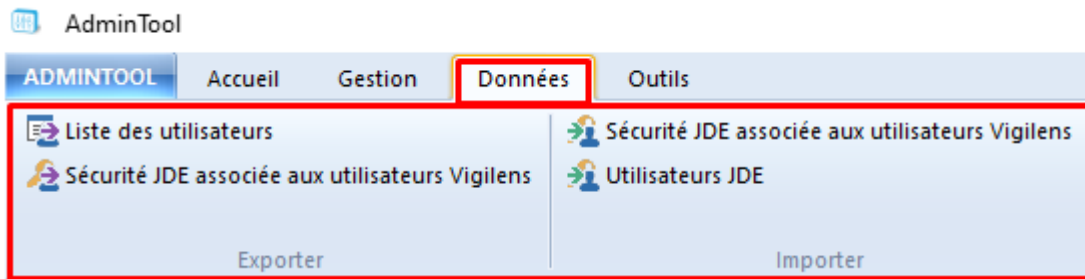 AdminTool
ADMINTOOL Accueil Gestion Données Outils
Liste des utilisateurs
Sécurité JDE associée aux utilisateurs Vigilens
Exporter
Sécurité JDE associée aux utilisateurs Vigilens
Utilisateurs JDE
Importer